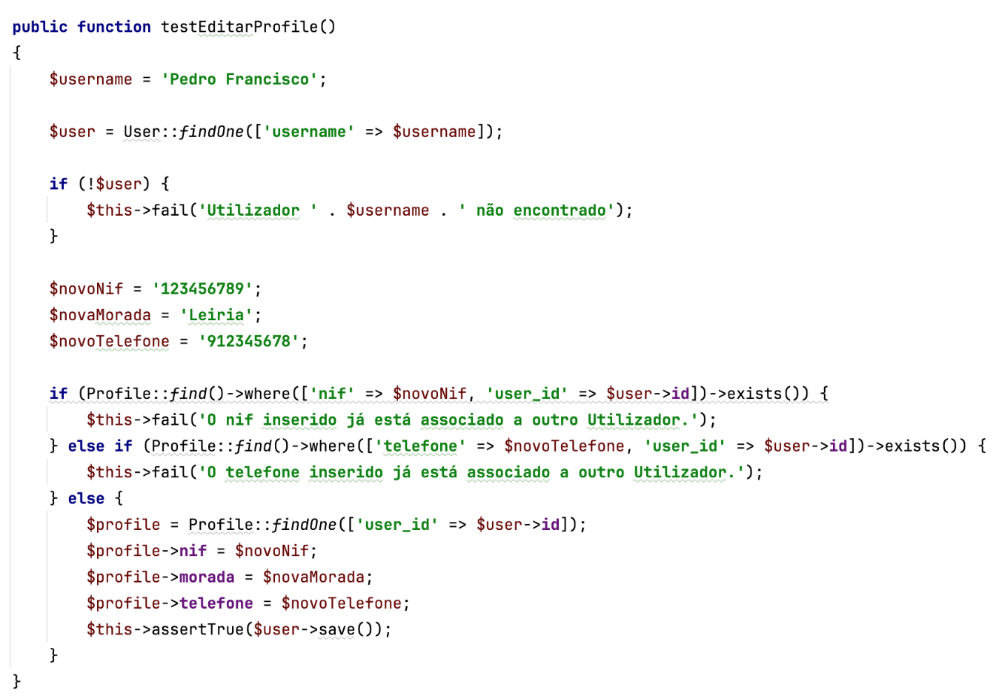 public function testEditarProfile()
{
    $username = 'Pedro Francisco';

    $user = User::findOne(['username' => $username]);

    if (!$user) {
        $this->fail('Utilizador ' . $username . ' não encontrado');
    }

    $novoNif = '123456789';
    $novaMorada = 'Leiria';
    $novoTelefone = '912345678';

    if (Profile::find()->where(['nif' => $novoNif, 'user_id' => $user->id])->exists()) {
        $this->fail('O nif inserido já está associado a outro Utilizador.');
    } else if (Profile::find()->where(['telefone' => $novoTelefone, 'user_id' => $user->id])->exists()) {
        $this->fail('O telefone inserido já está associado a outro Utilizador.');
    } else {
        $profile = Profile::findOne(['user_id' => $user->id]);
        $profile->nif = $novoNif;
        $profile->morada = $novaMorada;
        $profile->telefone = $novoTelefone;
        $this->assertTrue($user->save());
    }
}